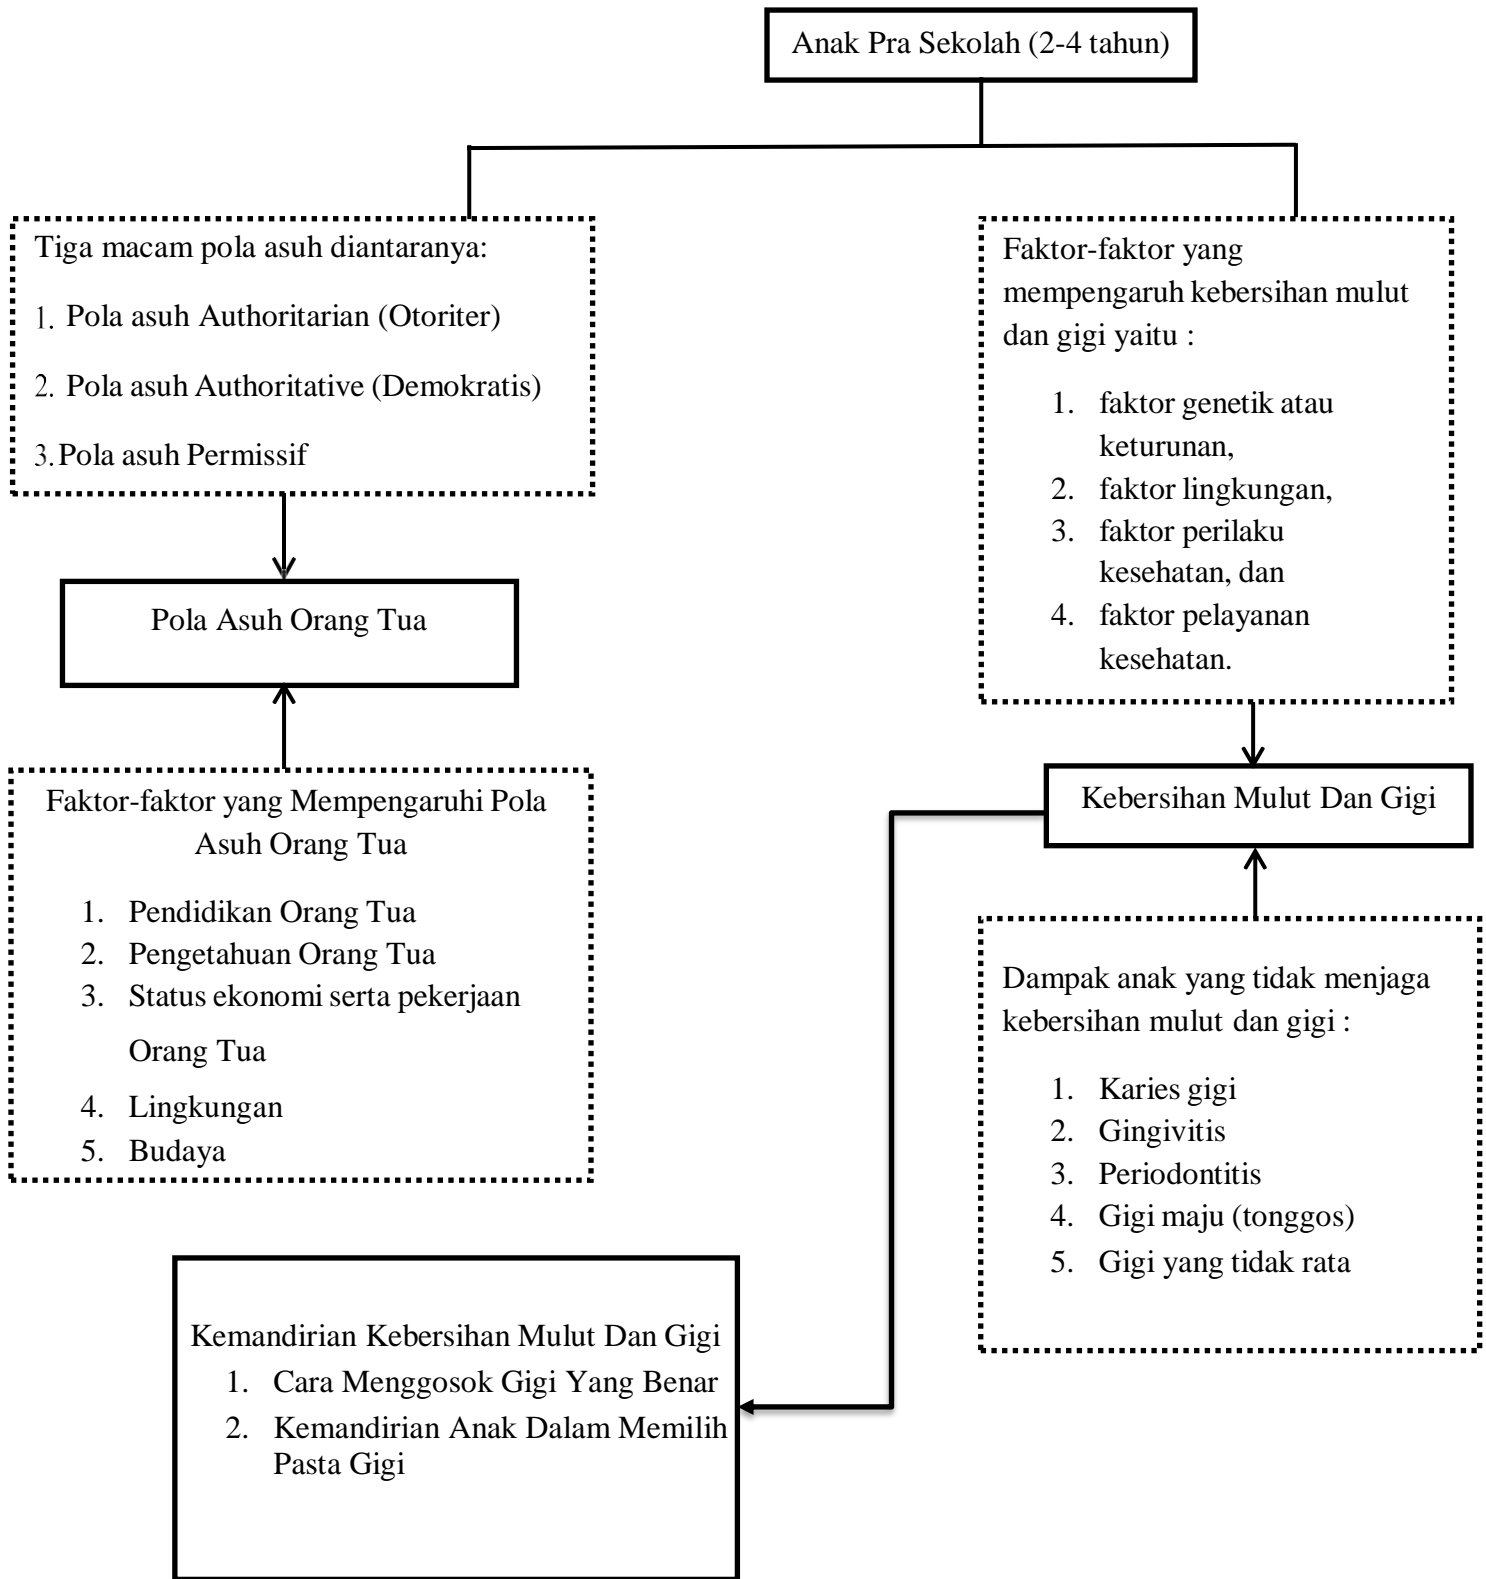 Anak Pra Sekolah (2-4 tahun)
Tiga macam pola asuh diantaranya:
1. Pola asuh Authoritarian (Otoriter)
2. Pola asuh Authoritative (Demokratis)
3. Pola asuh Permissif
Pola Asuh Orang Tua
Faktor-faktor yang Mempengaruhi Pola
Asuh Orang Tua
1. Pendidikan Orang Tua
2. Pengetahuan Orang Tua
3. Status ekonomi serta pekerjaan
Orang Tua
4. Lingkungan
5. Budaya
Faktor-faktor yang
mempengaruh kebersihan mulut
dan gigi yaitu :
1. faktor genetik atau
keturunan,
2. faktor lingkungan,
3. faktor perilaku
kesehatan, dan
4. faktor pelayanan
kesehatan.
Kebersihan Mulut Dan Gigi
Dampak anak yang tidak menjaga
kebersihan mulut dan gigi :
1. Karies gigi
2. Gingivitis
3. Periodontitis
4. Gigi maju (tonggos)
5. Gigi yang tidak rata
Kemandirian Kebersihan Mulut Dan Gigi
1. Cara Menggosok Gigi Yang Benar
2. Kemandirian Anak Dalam Memilih
Pasta Gigi